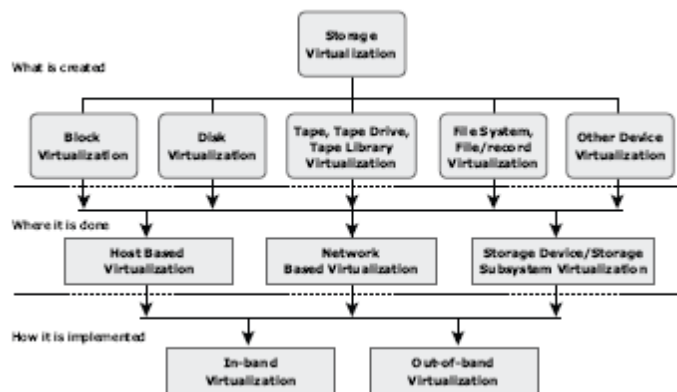 Storage
Virtualization
What is created
Block
Virtualization
Disk
Virtualization
Tape, Tape Drive,
Tape Library
Virtualization
File System,
File/record
Virtualization
Other Device
Virtualization
Where it is done
Host Based
Virtualization
Network
Based Virtualization
Storage Device/Storage
Subsystem Virtualization
How it is implemented
In-band
Virtualization
Out-of-band
Virtualization